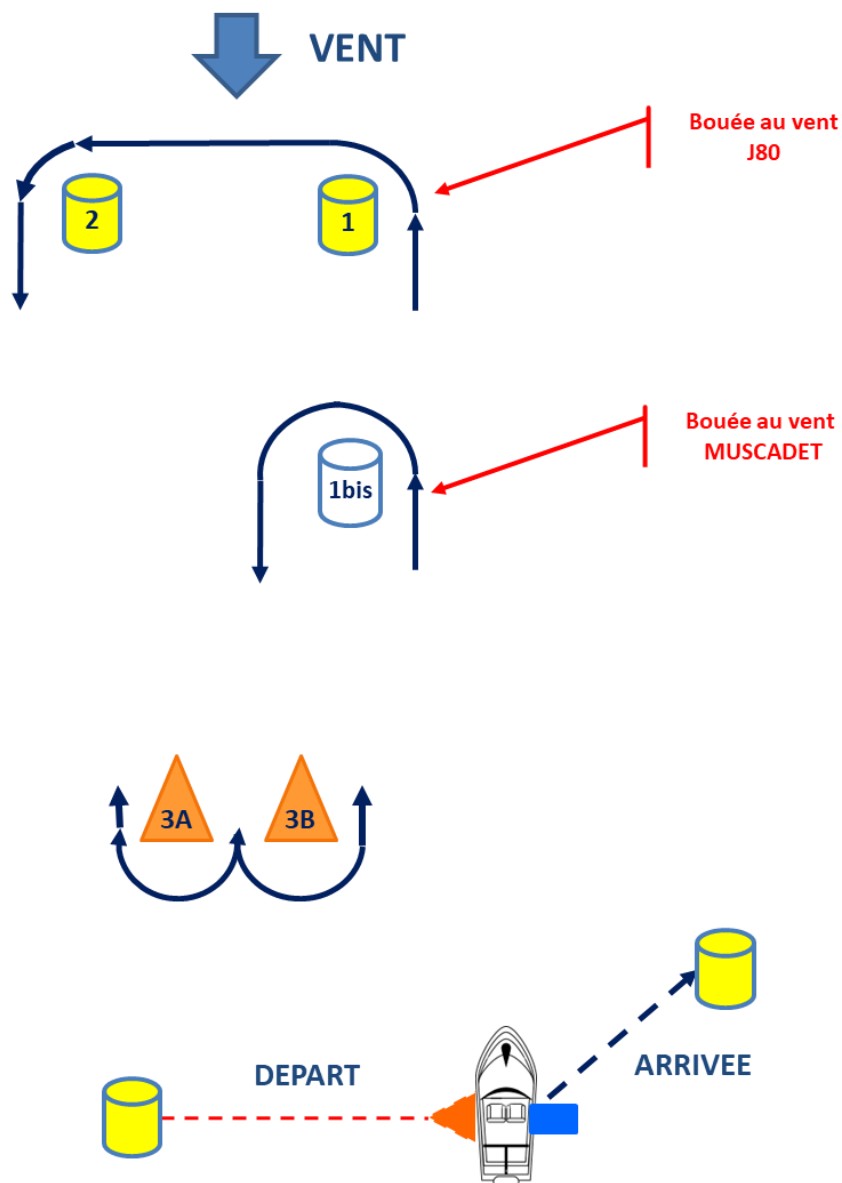 VENT
Bouée au vent
J80
2
1
Bouée au vent
MUSCADET
1bis
3A
3B
ARRIVEE
DEPART